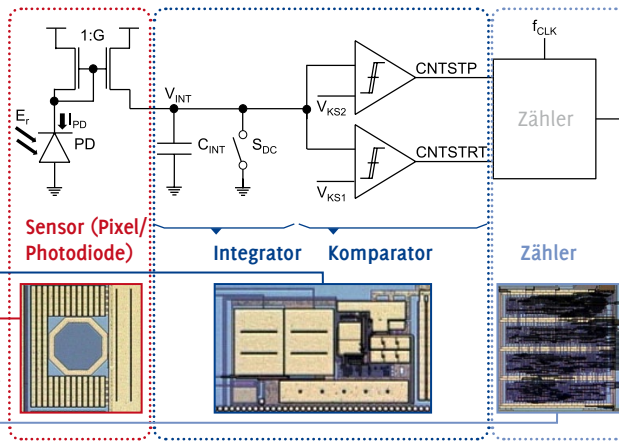 1:G
f_CLK
V_INT
CNTSTP
V_KS2
E_r
I_PD
PD
C_INT
S_DC
Zähler
CNTSTRT
V_KS1
Sensor (Pixel/
Photodiode)
Integrator
Komparator
Zähler